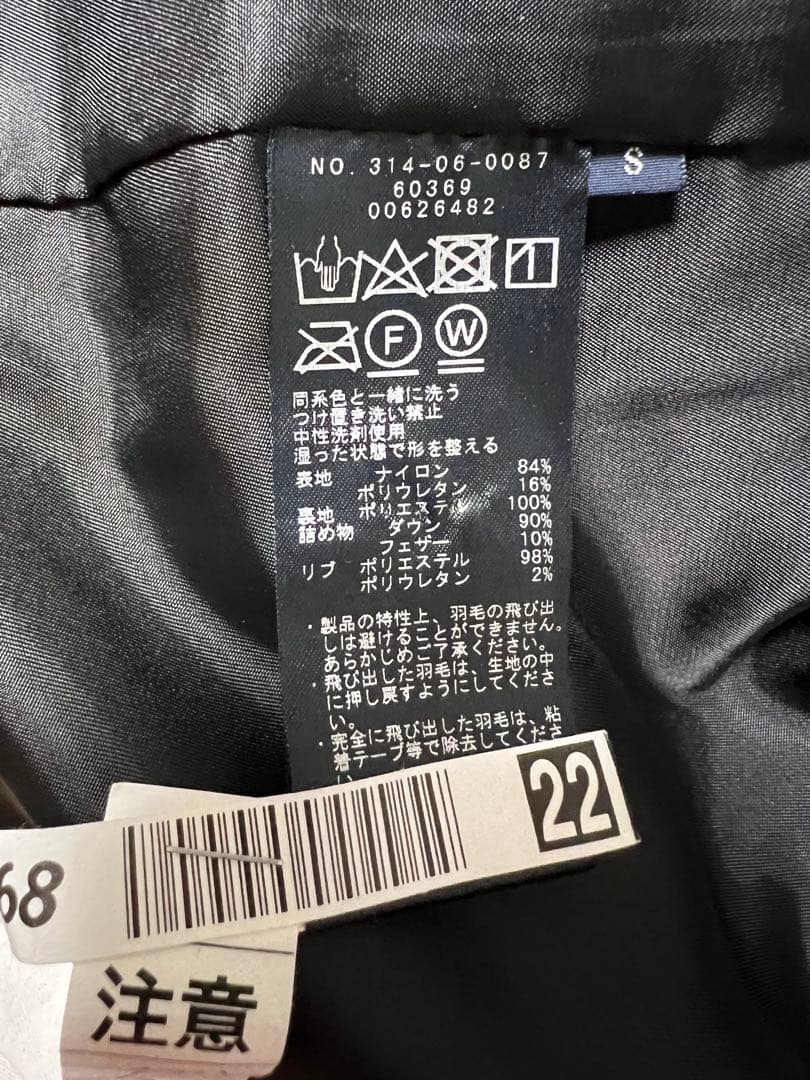 NO. 314-06-0087
S
60369
00626482
1
F W
同系色と一緒に洗う
つけ置き洗い禁止
中性洗剤使用
湿った状態で形を整える
表地 ナイロン 84%
ポリウレタン 16%
裏地 ポリエステル 100%
詰め物 ダウン 90%
フェザー 10%
リブ ポリエステル 98%
ポリウレタン 2%
・製品の特性上、羽毛の飛び出
しは避けることができません。
あらかじめご了承ください。
・飛び出した羽毛は、生地の中
に押し戻すようにしてくださ
い。
・完全に飛び出した羽毛は、粘
着テープ等で除去してくださ
22
68
注意